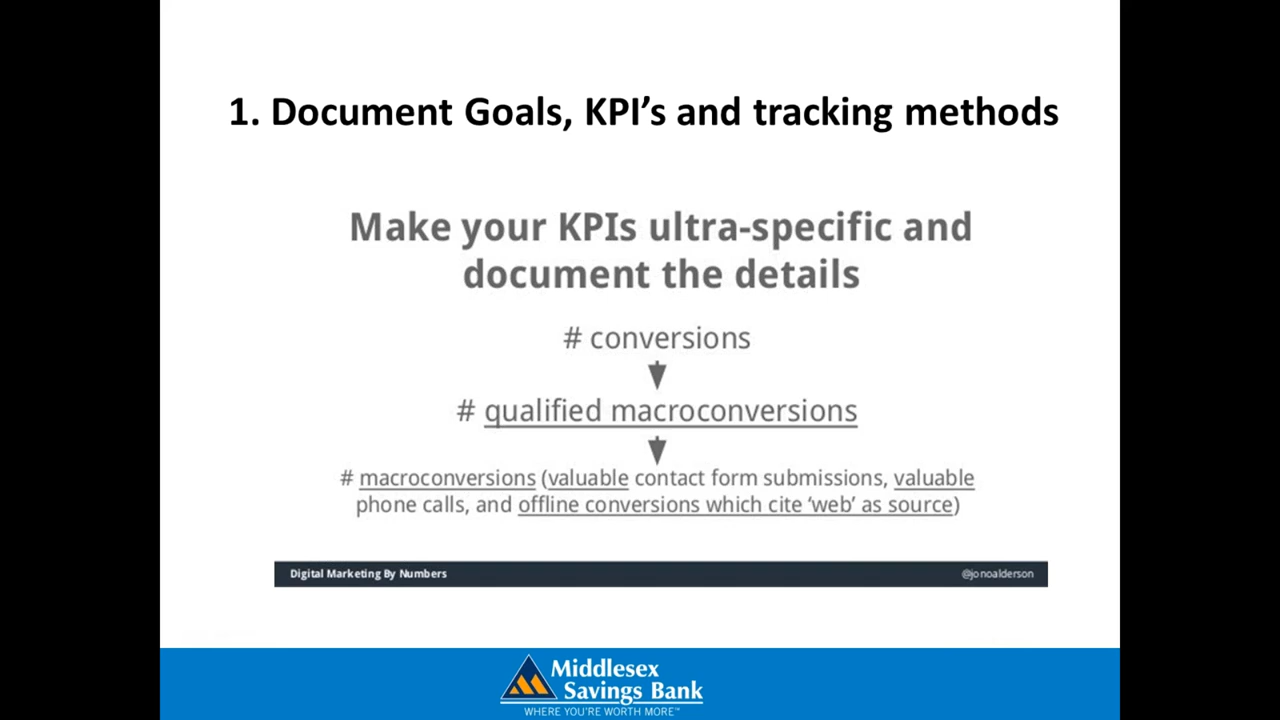 1. Document Goals, KPI’s and tracking methods
Make your KPIs ultra-specific and
document the details
# conversions
# qualified macroconversions
# macroconversions (valuable contact form submissions, valuable
phone calls, and offline conversions which cite ‘web’ as source)
Digital Marketing By Numbers
@jonoalderson
Middlesex
Savings Bank
WHERE YOU'RE WORTH MORE™